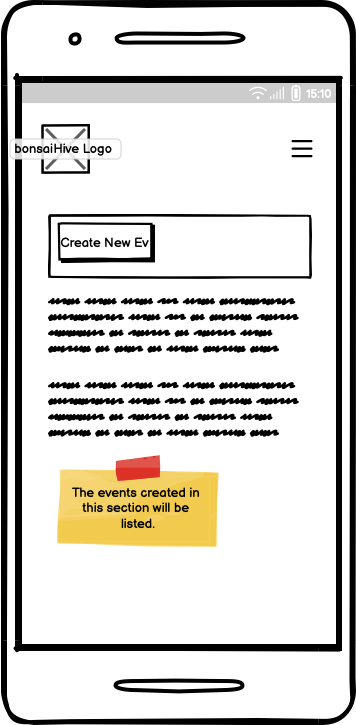 15:10
bonsaiHive Logo
Create New Ev
The events created in
this section will be
listed.